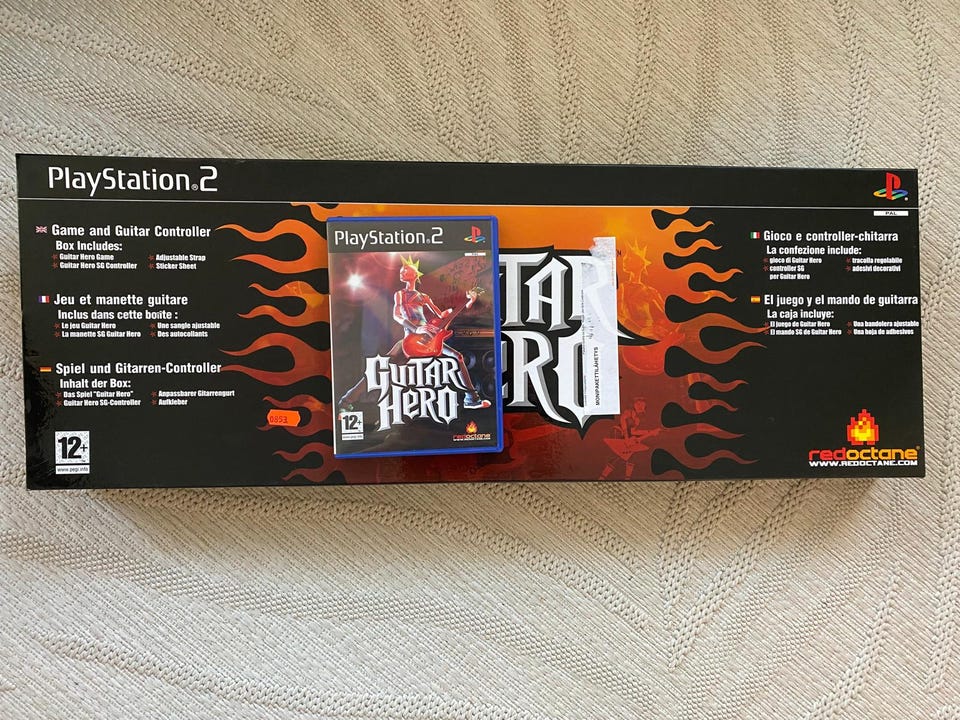 PlayStation®2
PAL
Game and Guitar Controller
Box Includes:
Guitar Hero Game
Guitar Hero SG Controller
Adjustable Strap
Sticker Sheet
Jeu et manette guitare
Inclus dans cette boîte :
Le jeu Guitar Hero
La manette SG Guitar Hero
Une sangle ajustable
Des autocollants
Spiel und Gitarren-Controller
Inhalt der Box:
Das Spiel "Guitar Hero"
Guitar Hero SG-Controller
Anpassbarer Gitarrengurt
Aufkleber
12+
www.pegi.info
0853
PlayStation®2
GUITAR
HERO
12+
redoctane
TAR
ERO
MONIPAKETTILÄHETYS
Gioco e controller-chitarra
La confezione include:
gioco di Guitar Hero
controller SG
per Guitar Hero
tracolla regolabile
adesivi decorativi
El juego y el mando de guitarra
La caja incluye:
El juego de Guitar Hero
El mando SG de Guitar Hero
Una bandolera ajustable
Una hoja de adhesivos
redoctane®
WWW.REDOCTANE.COM